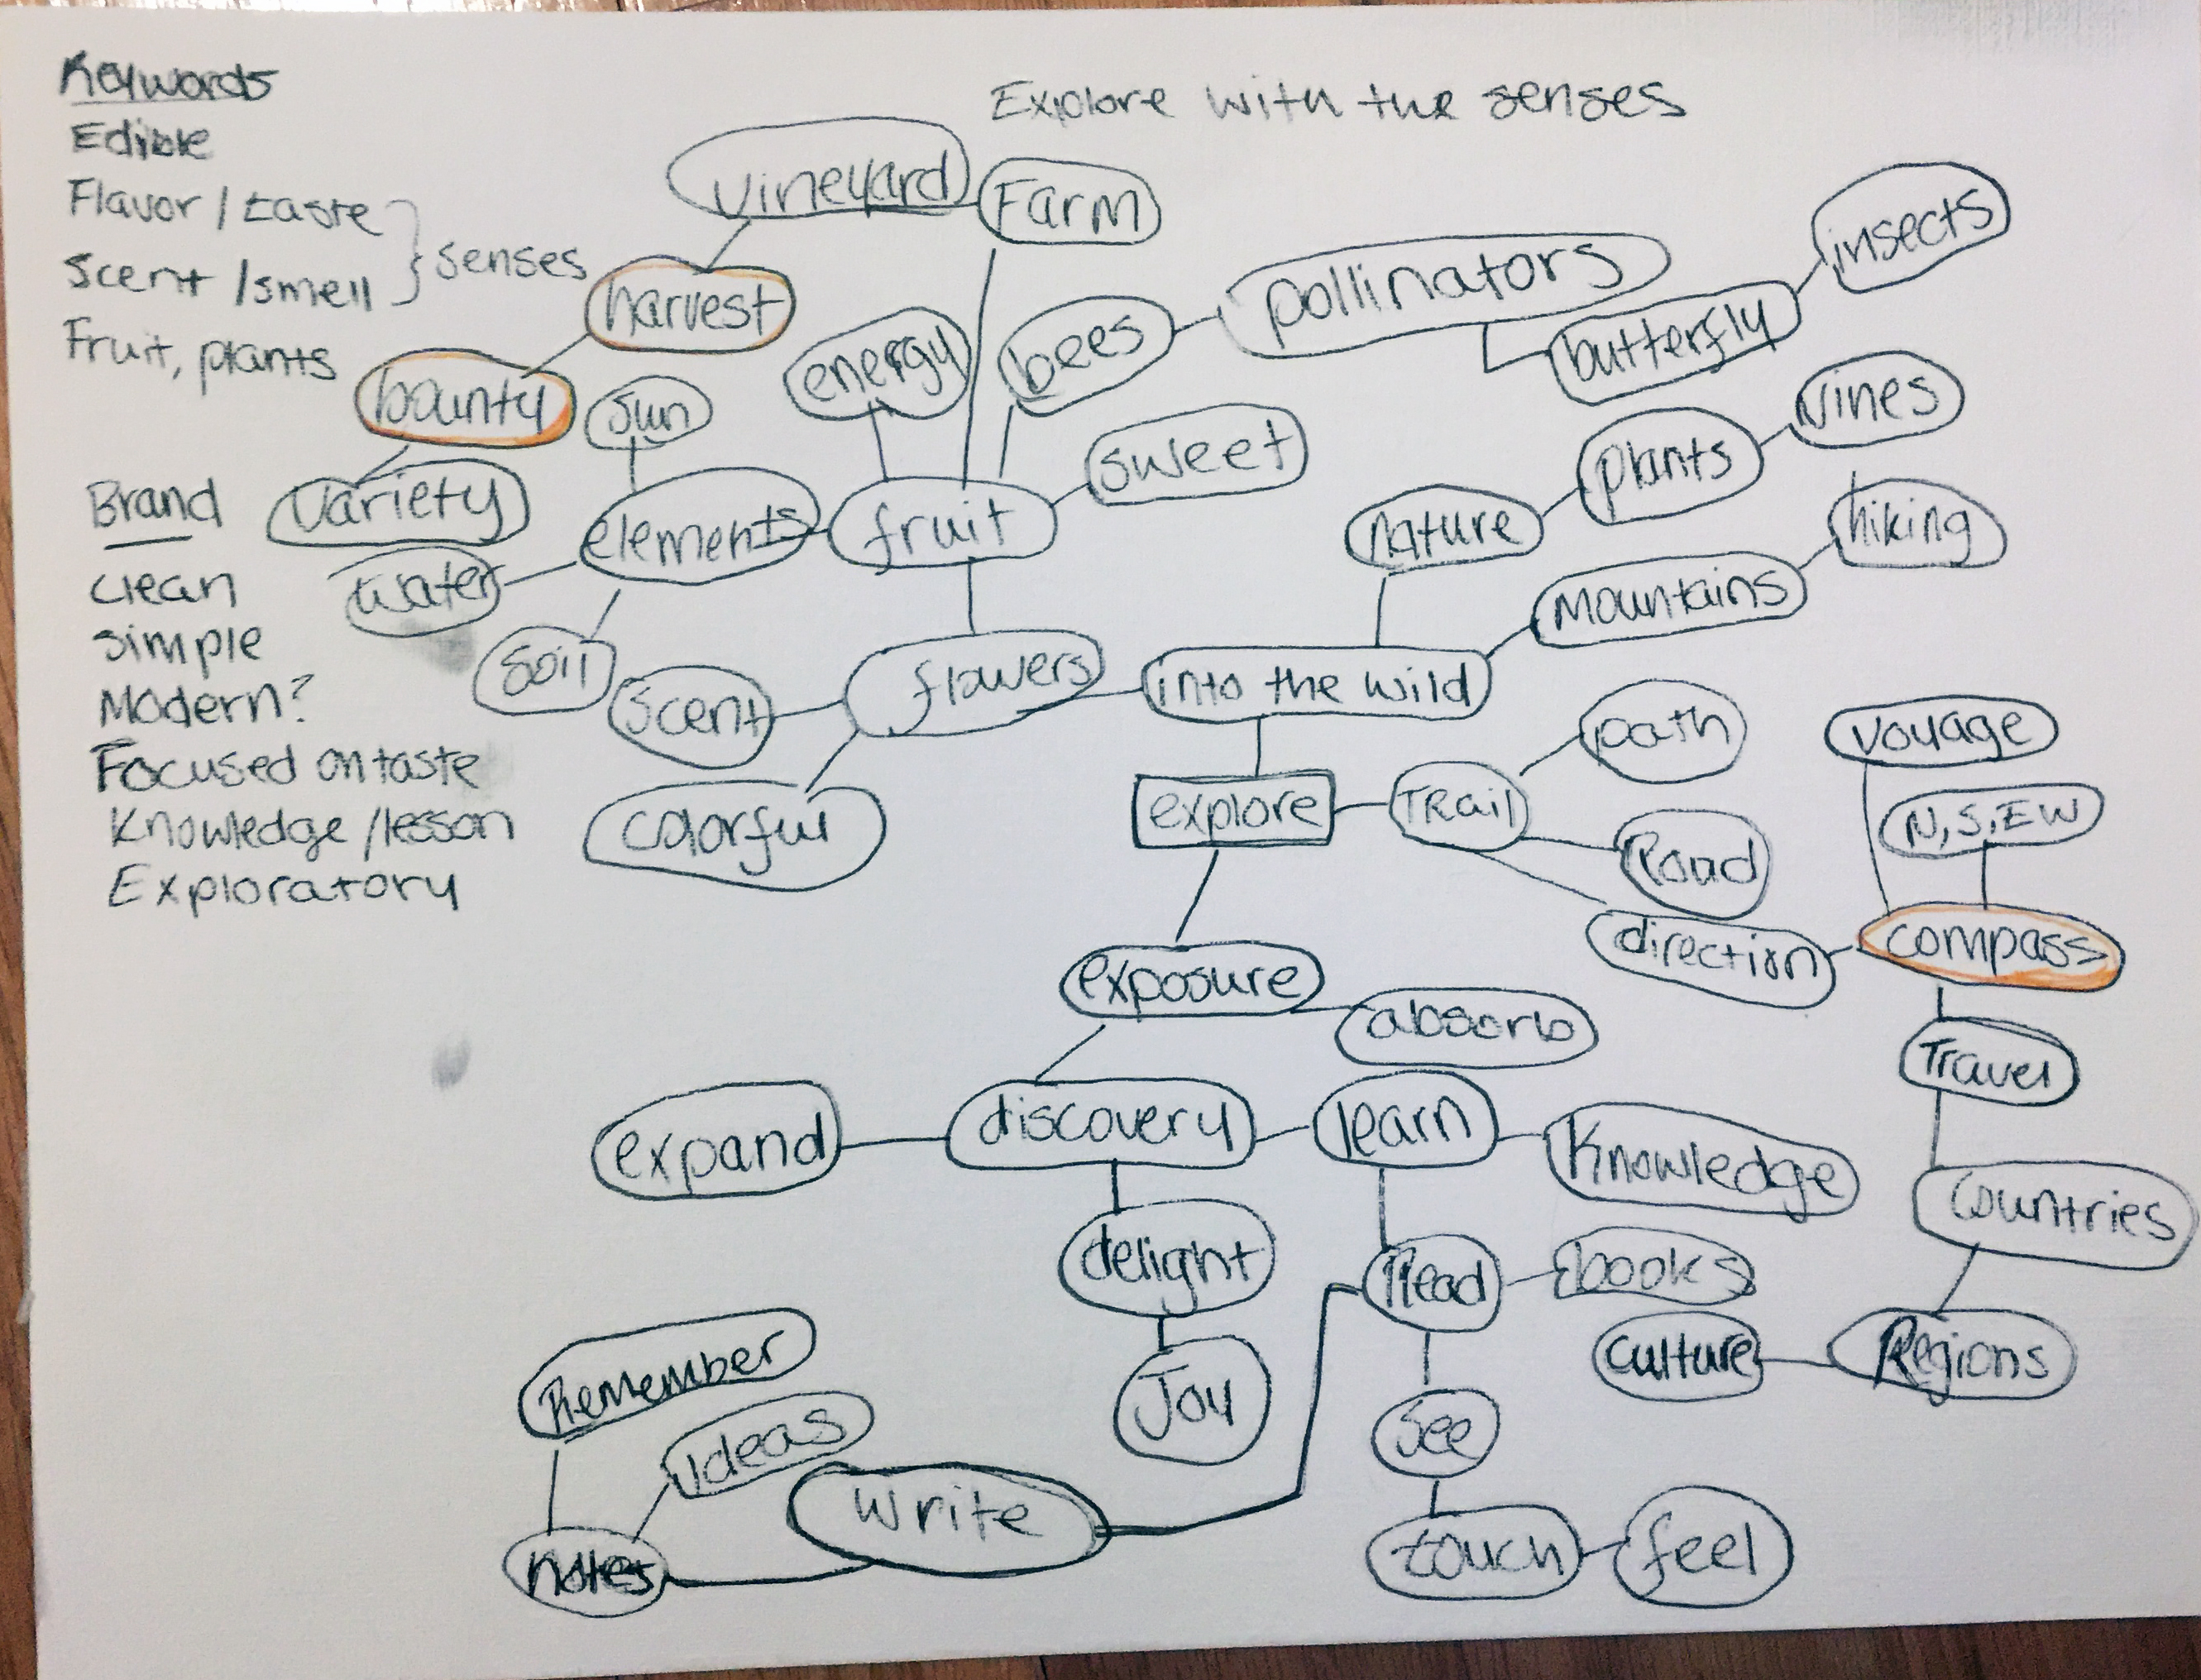 Keywords
Edible
Flavor / taste
Scent / smell
senses
Fruit, plants
Brand
clean
simple
Modern?
Focused on taste
Knowledge / lesson
Exploratory
Explore with the senses
vineyard
Farm
harvest
bounty
variety
sun
energy
bees
pollinators
butterfly
insects
sweet
elements
fruit
water
soil
scent
flowers
colorful
into the wild
nature
plants
vines
Mountains
hiking
explore
TRail
path
Road
direction
voyage
N, S, E W
compass
Travel
Countries
Regions
culture
exposure
absorb
expand
discovery
learn
Knowledge
delight
Joy
Read
books
See
touch
feel
Write
notes
ideas
Remember